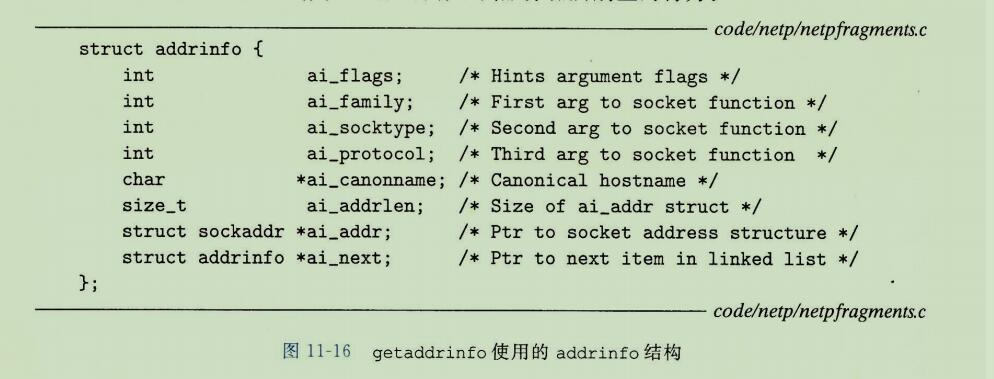 code/netp/netpfragments.c
struct addrinfo {
    int              ai_flags;     /* Hints argument flags */
    int              ai_family;    /* First arg to socket function */
    int              ai_socktype;  /* Second arg to socket function */
    int              ai_protocol;  /* Third arg to socket function  */
    char            *ai_canonname; /* Canonical hostname */
    size_t           ai_addrlen;   /* Size of ai_addr struct */
    struct sockaddr *ai_addr;      /* Ptr to socket address structure */
    struct addrinfo *ai_next;      /* Ptr to next item in linked list */
};
code/netp/netpfragments.c
图 11-16 getaddrinfo 使用的 addrinfo 结构